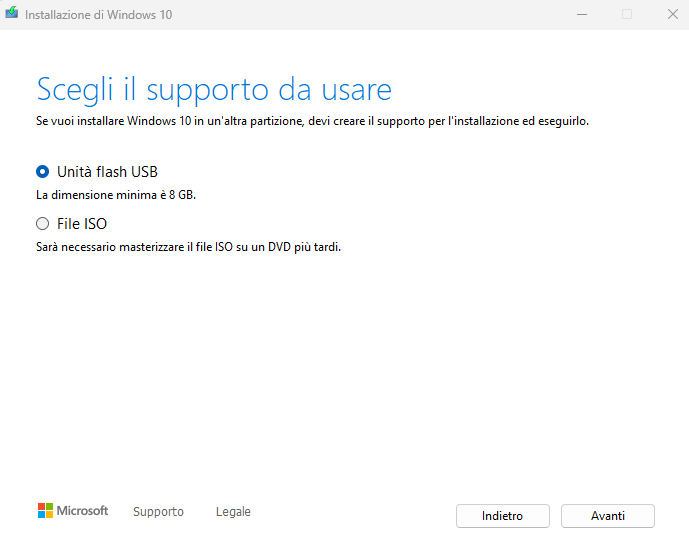 Installazione di Windows 10
Scegli il supporto da usare
Se vuoi installare Windows 10 in un'altra partizione, devi creare il supporto per l'installazione ed eseguirlo.
Unità flash USB
La dimensione minima è 8 GB.
File ISO
Sarà necessario masterizzare il file ISO su un DVD più tardi.
Microsoft Supporto Legale Indietro Avanti